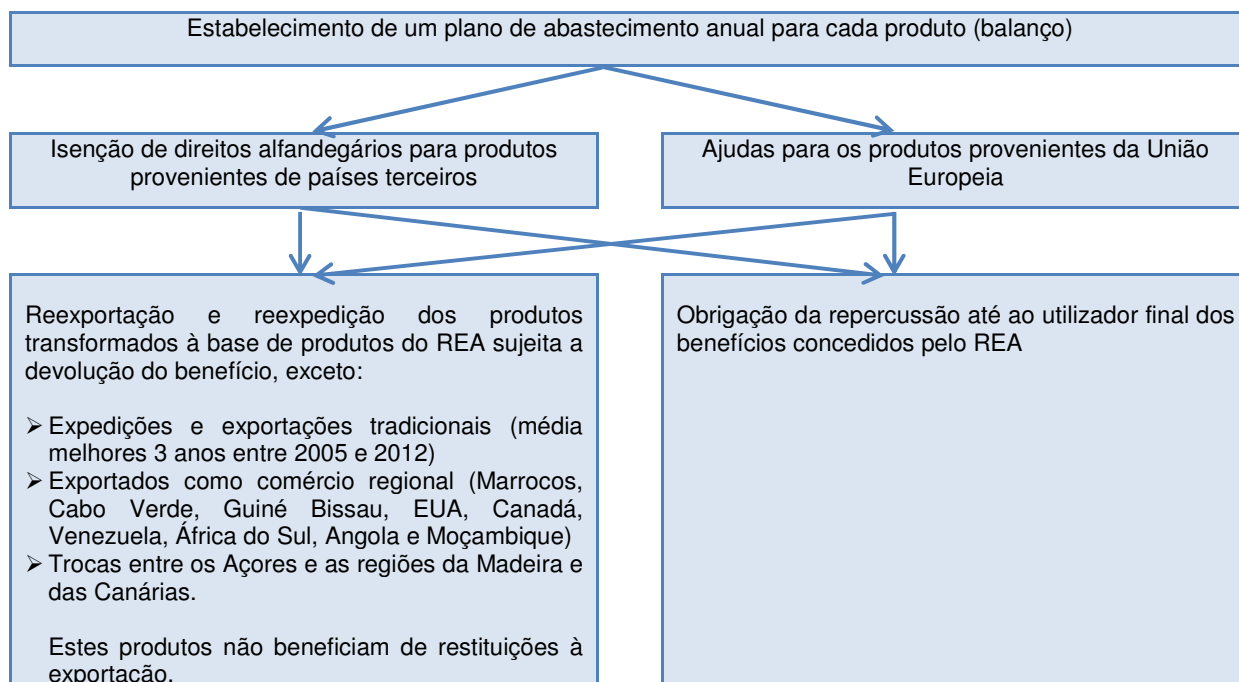 Estabelecimento de um plano de abastecimento anual para cada produto (balanço)
Isenção de direitos alfandegários para produtos
provenientes de países terceiros
Ajudas para os produtos provenientes da União
Europeia
Reexportação e reexpedição dos produtos
transformados à base de produtos do REA sujeita a
devolução do benefício, exceto:
➢ Expedições e exportações tradicionais (média
melhores 3 anos entre 2005 e 2012)
➢ Exportados como comércio regional (Marrocos,
Cabo Verde, Guiné Bissau, EUA, Canadá,
Venezuela, África do Sul, Angola e Moçambique)
➢ Trocas entre os Açores e as regiões da Madeira e
das Canárias.
Estes produtos não beneficiam de restituições à
exportação.
Obrigação da repercussão até ao utilizador final dos
benefícios concedidos pelo REA